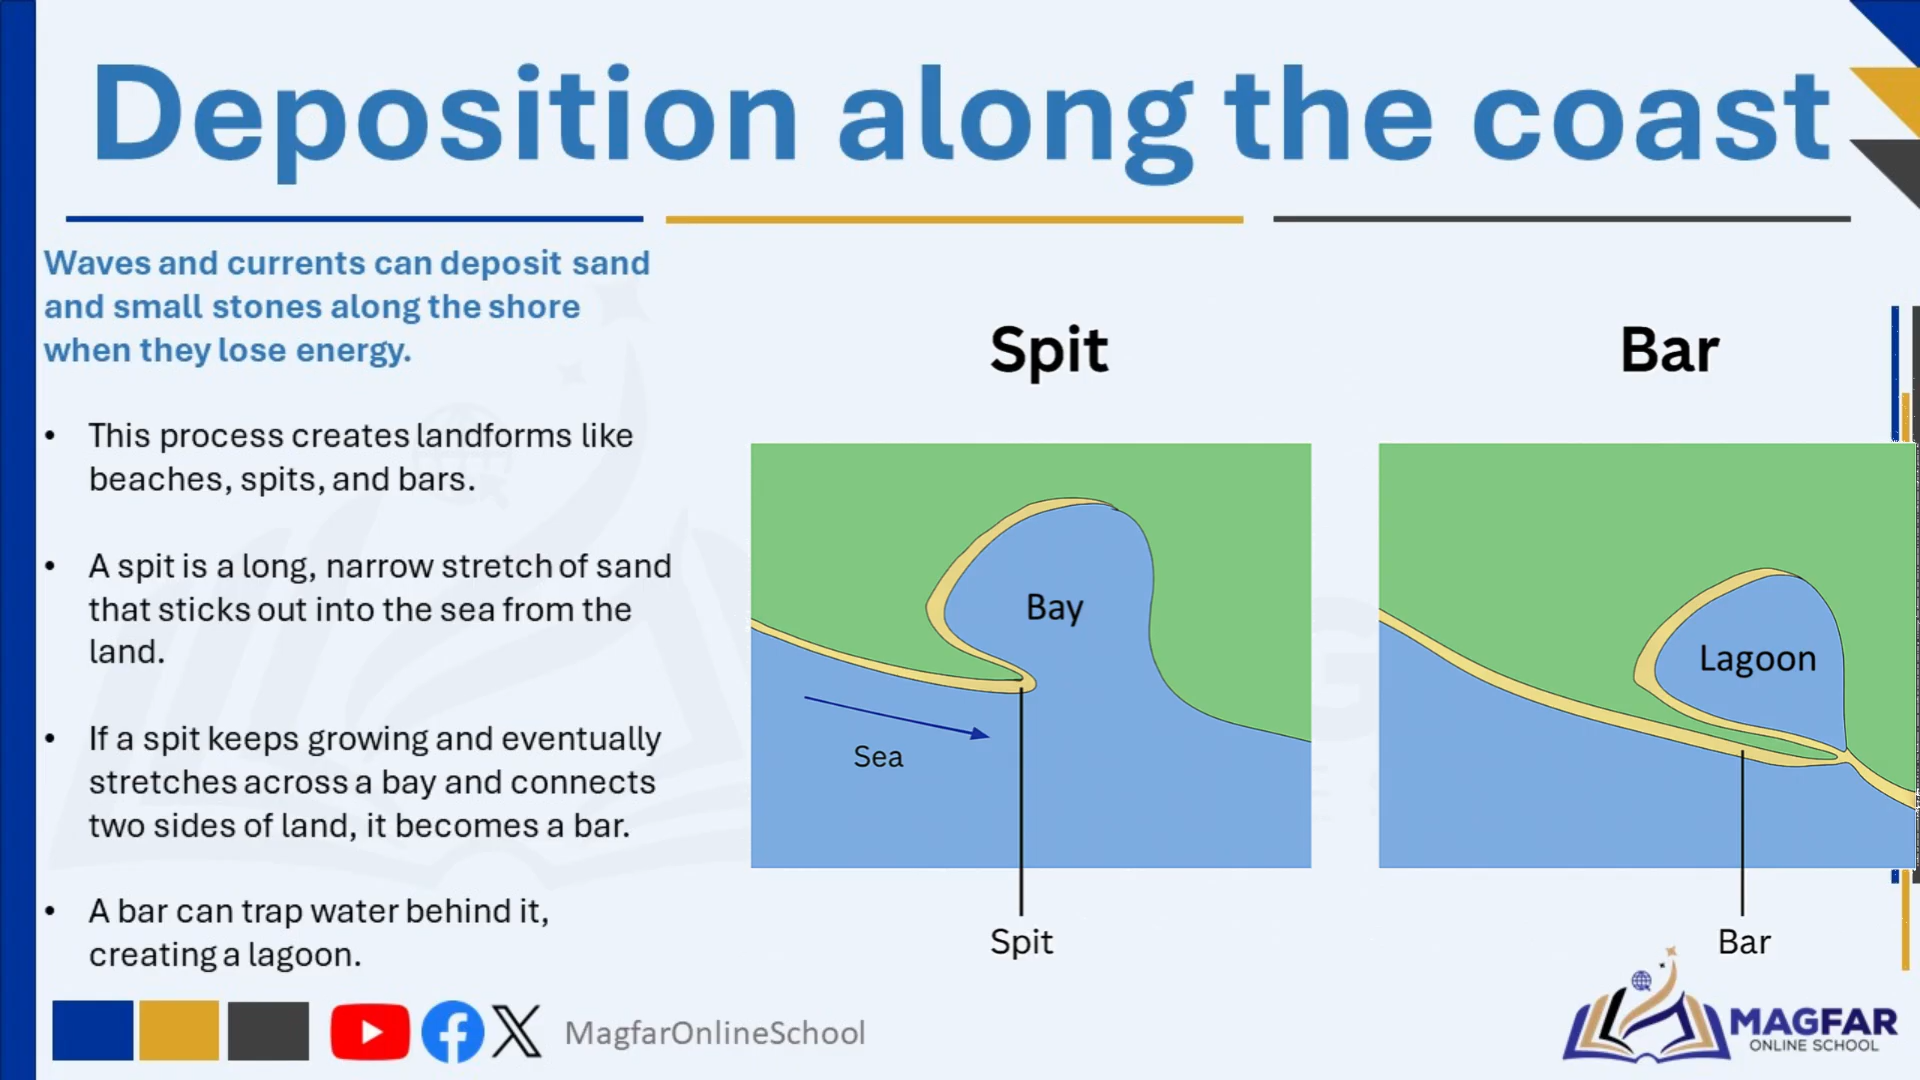 Deposition along the coast
Waves and currents can deposit sand
and small stones along the shore
when they lose energy.
• This process creates landforms like
beaches, spits, and bars.
• A spit is a long, narrow stretch of sand
that sticks out into the sea from the
land.
• If a spit keeps growing and eventually
stretches across a bay and connects
two sides of land, it becomes a bar.
• A bar can trap water behind it,
creating a lagoon.
Spit
Bay
Sea
Spit
Bar
Lagoon
Bar
MagfarOnlineSchool
MAGFAR
ONLINE SCHOOL